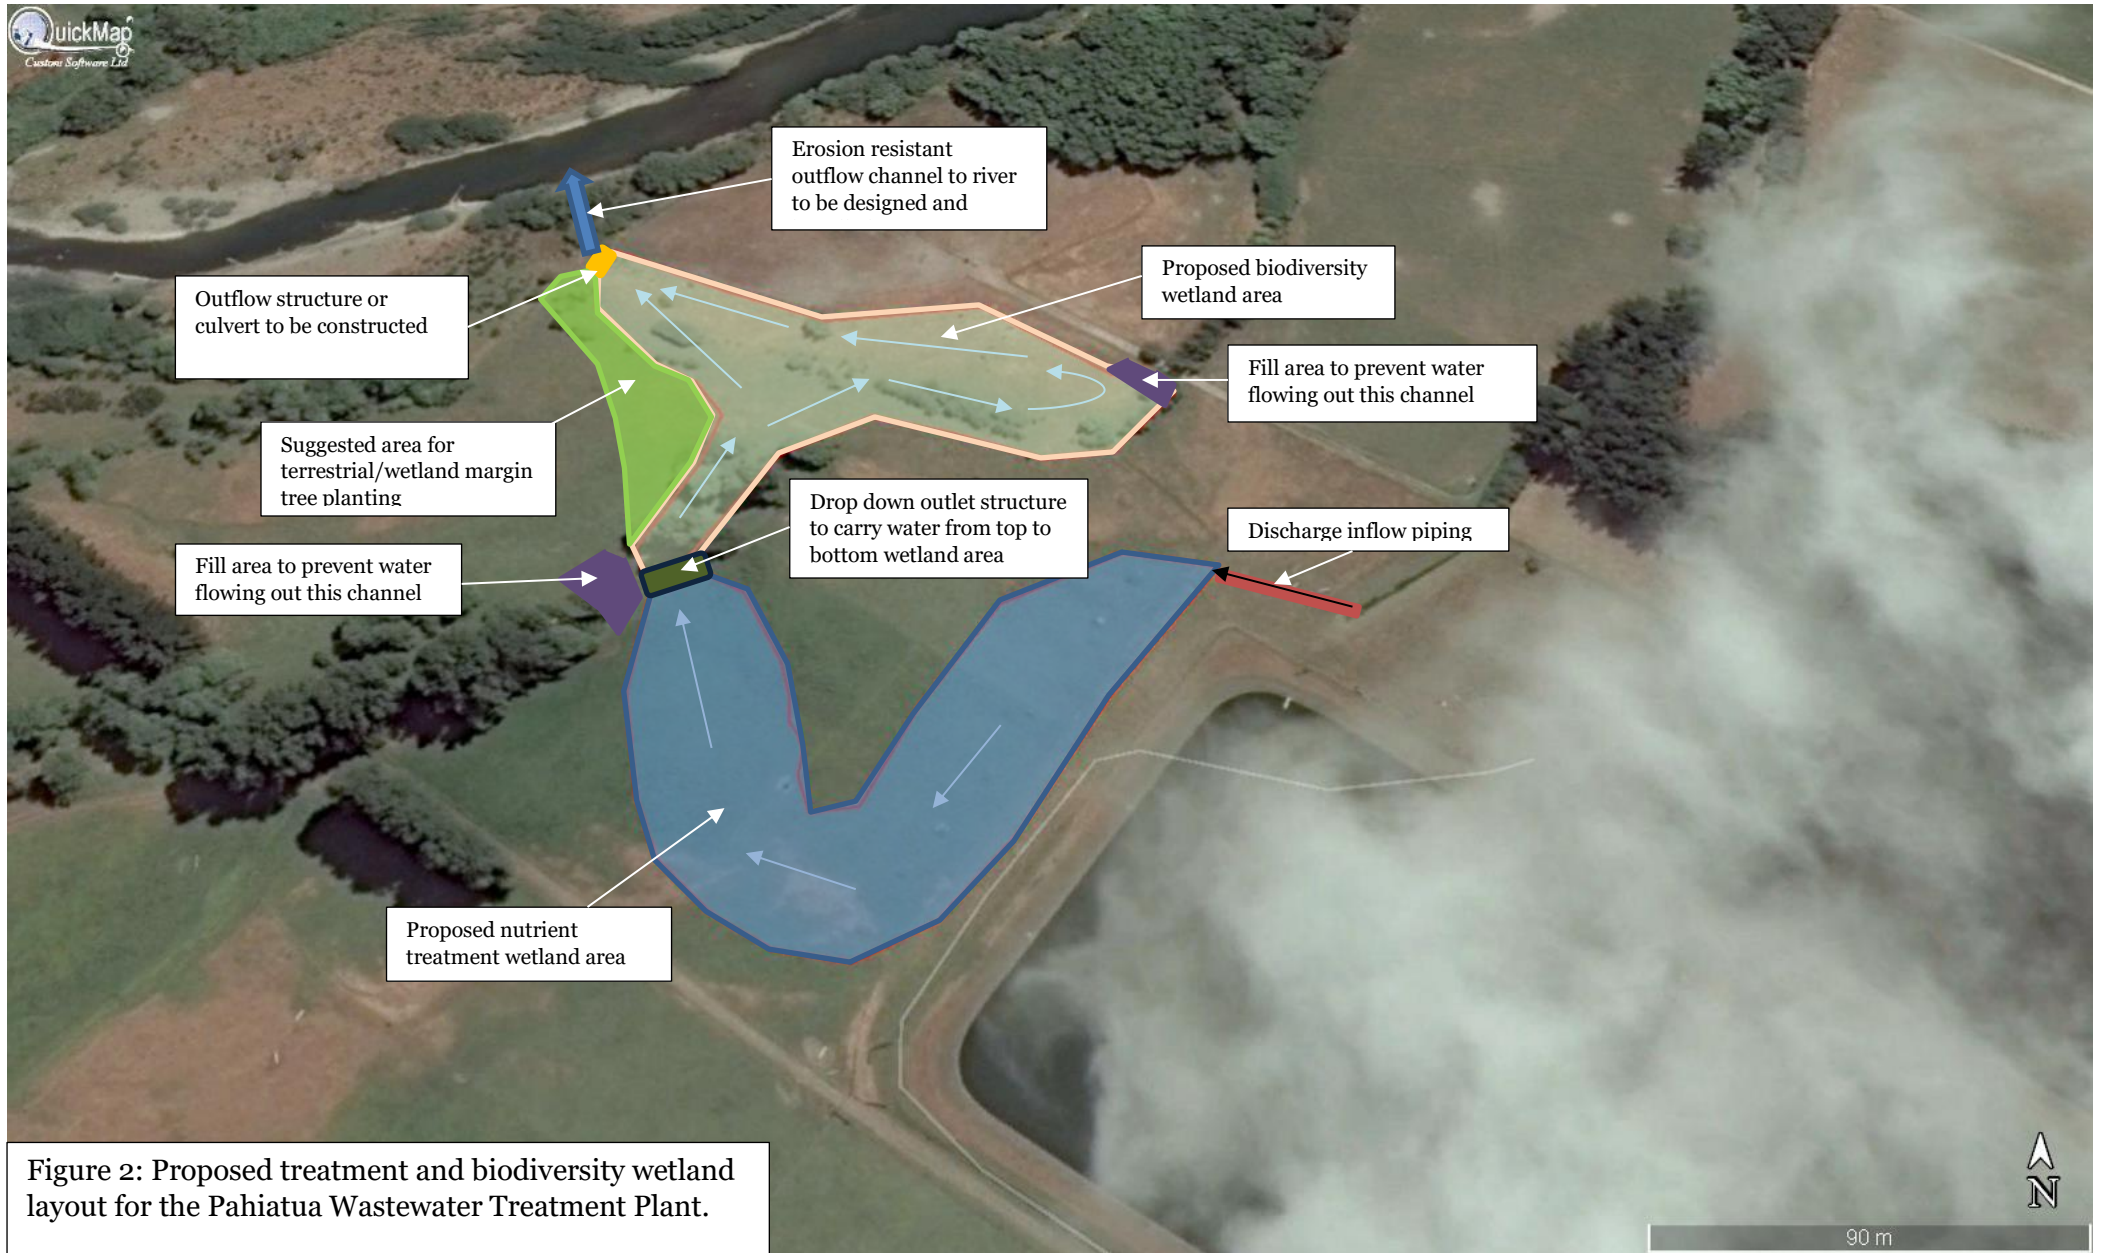 QuickMap
Custom Software Ltd
Erosion resistant
outflow channel to river
to be designed and
Proposed biodiversity
wetland area
Outflow structure or
culvert to be constructed
Fill area to prevent water
flowing out this channel
Suggested area for
terrestrial/wetland margin
tree planting
Drop down outlet structure
to carry water from top to
bottom wetland area
Discharge inflow piping
Fill area to prevent water
flowing out this channel
Proposed nutrient
treatment wetland area
Figure 2: Proposed treatment and biodiversity wetland
layout for the Pahiatua Wastewater Treatment Plant.
N
90 m